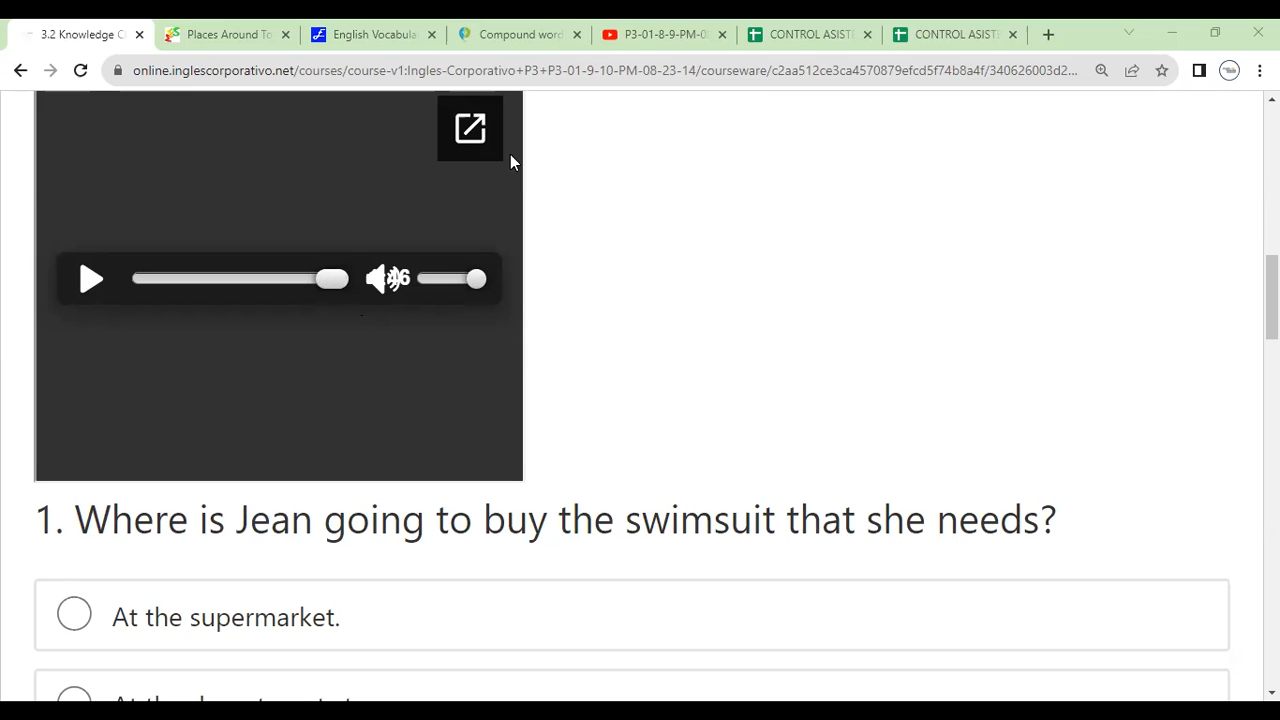 3.2 Knowledge C
Places Around To
English Vocabula
Compound word
P3-01-8-9-PM-0
CONTROL ASIST
CONTROL ASIST
online.inglescorporativo.net/courses/course-v1:Ingles-Corporativo+P3+P3-01-9-10-PM-08-23-14/courseware/c2aa512ce3ca4570879efcd5f74b8a4f/340626003d2...
1. Where is Jean going to buy the swimsuit that she needs?
At the supermarket.